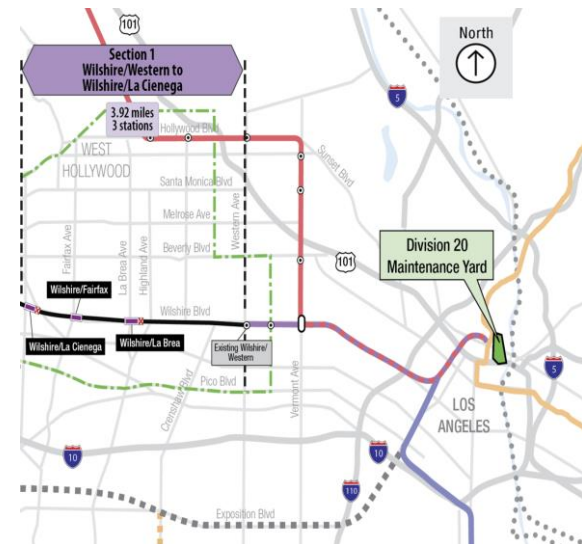 101
North
Section 1
Wilshire/Western to
Wilshire/La Cienega
5
3.92 miles
3 stations
Hollywood Blvd
WEST
HOLLYWOOD
Sunset Blvd
Santa Monica Blvd
Western Ave
Melrose Ave
Fairfax Ave
La Brea Ave
Highland Ave
Beverly Blvd
101
Division 20
Maintenance Yard
Wilshire/Fairfax
Wilshire Blvd
Wilshire/La Cienega
Wilshire/La Brea
Existing Wilshire/
Western
5
Pico Blvd
Crenshaw Blvd
Vermont Ave
LOS
ANGELES
10
10
110
Exposition Blvd